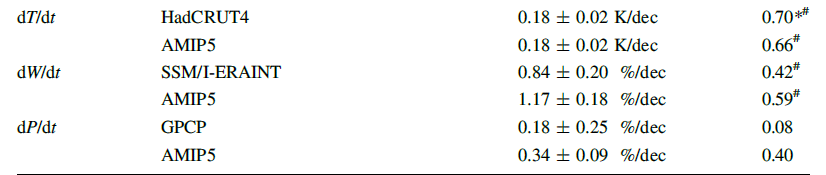 dT/dt HadCRUT4 0.18 ± 0.02 K/dec 0.70*#
AMIP5 0.18 ± 0.02 K/dec 0.66#
dW/dt SSM/I-ERAINT 0.84 ± 0.20 %/dec 0.42#
AMIP5 1.17 ± 0.18 %/dec 0.59#
dP/dt GPCP 0.18 ± 0.25 %/dec 0.08
AMIP5 0.34 ± 0.09 %/dec 0.40